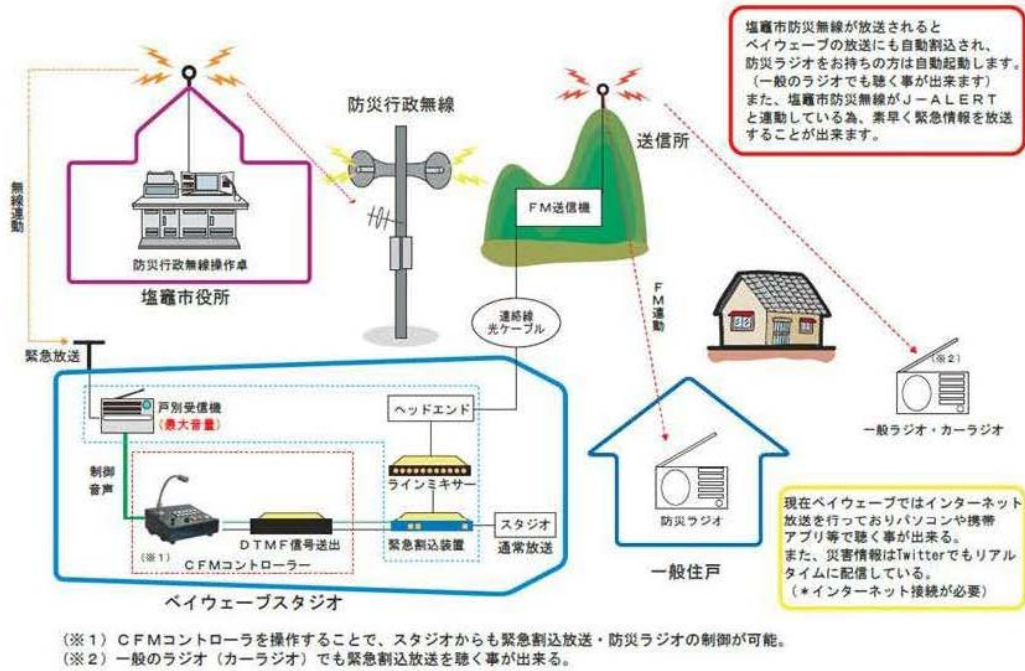 塩竈市防災無線が放送されると
ベイウェーブの放送にも自動割込され、
防災ラジオをお持ちの方は自動起動します。
（一般のラジオでも聴く事が出来ます）
また、塩竈市防災無線がＪ－ＡＬＥＲＴ
と連動している為、素早く緊急情報を放送
することが出来ます。
防災行政無線
送信所
無線連動
ＦＭ送信機
防災行政無線操作卓
塩竈市役所
連絡線
光ケーブル
ＦＭ連動
緊急放送
（※２）
一般ラジオ・カーラジオ
戸別受信機
（最大音量）
ヘッドエンド
制御
音声
ラインミキサー
スタジオ
通常放送
（※１）
ＤＴＭＦ信号送出
緊急割込装置
ＣＦＭコントローラー
ベイウェーブスタジオ
防災ラジオ
一般住戸
現在ベイウェーブではインターネット
放送を行っておりパソコンや携帯
アプリ等で聴く事が出来る。
また、災害情報はTwitterでもリアル
タイムに配信している。
（＊インターネット接続が必要）
（※１）ＣＦＭコントローラを操作することで、スタジオからも緊急割込放送・防災ラジオの制御が可能。
（※２）一般のラジオ（カーラジオ）でも緊急割込放送を聴く事が出来る。